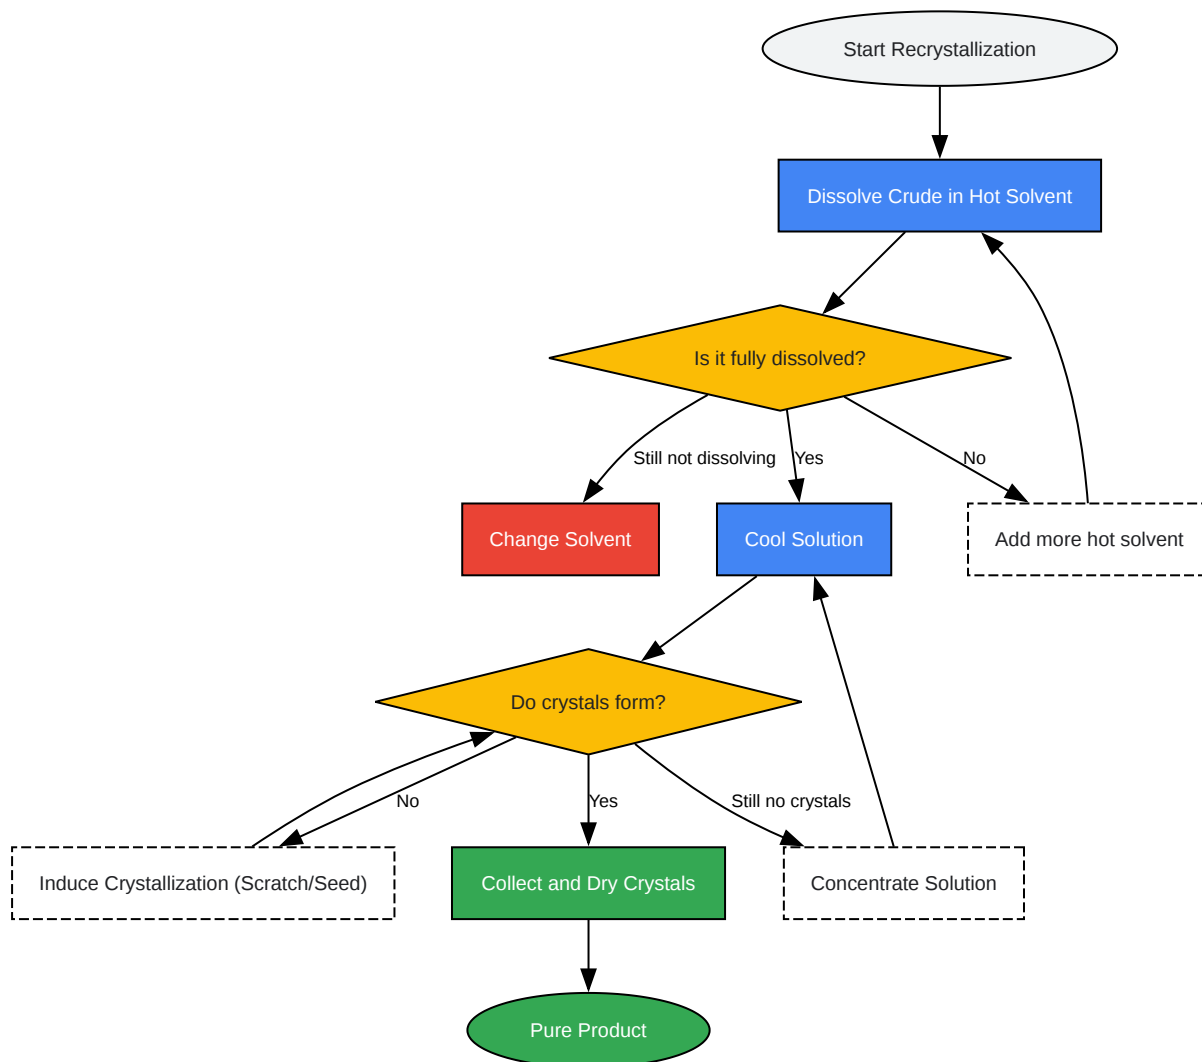 Start Recrystallization
Dissolve Crude in Hot Solvent
Is it fully dissolved?
Still not dissolving
Yes
No
Change Solvent
Cool Solution
Add more hot solvent
Do crystals form?
No
Yes
Still no crystals
Induce Crystallization (Scratch/Seed)
Collect and Dry Crystals
Concentrate Solution
Pure Product